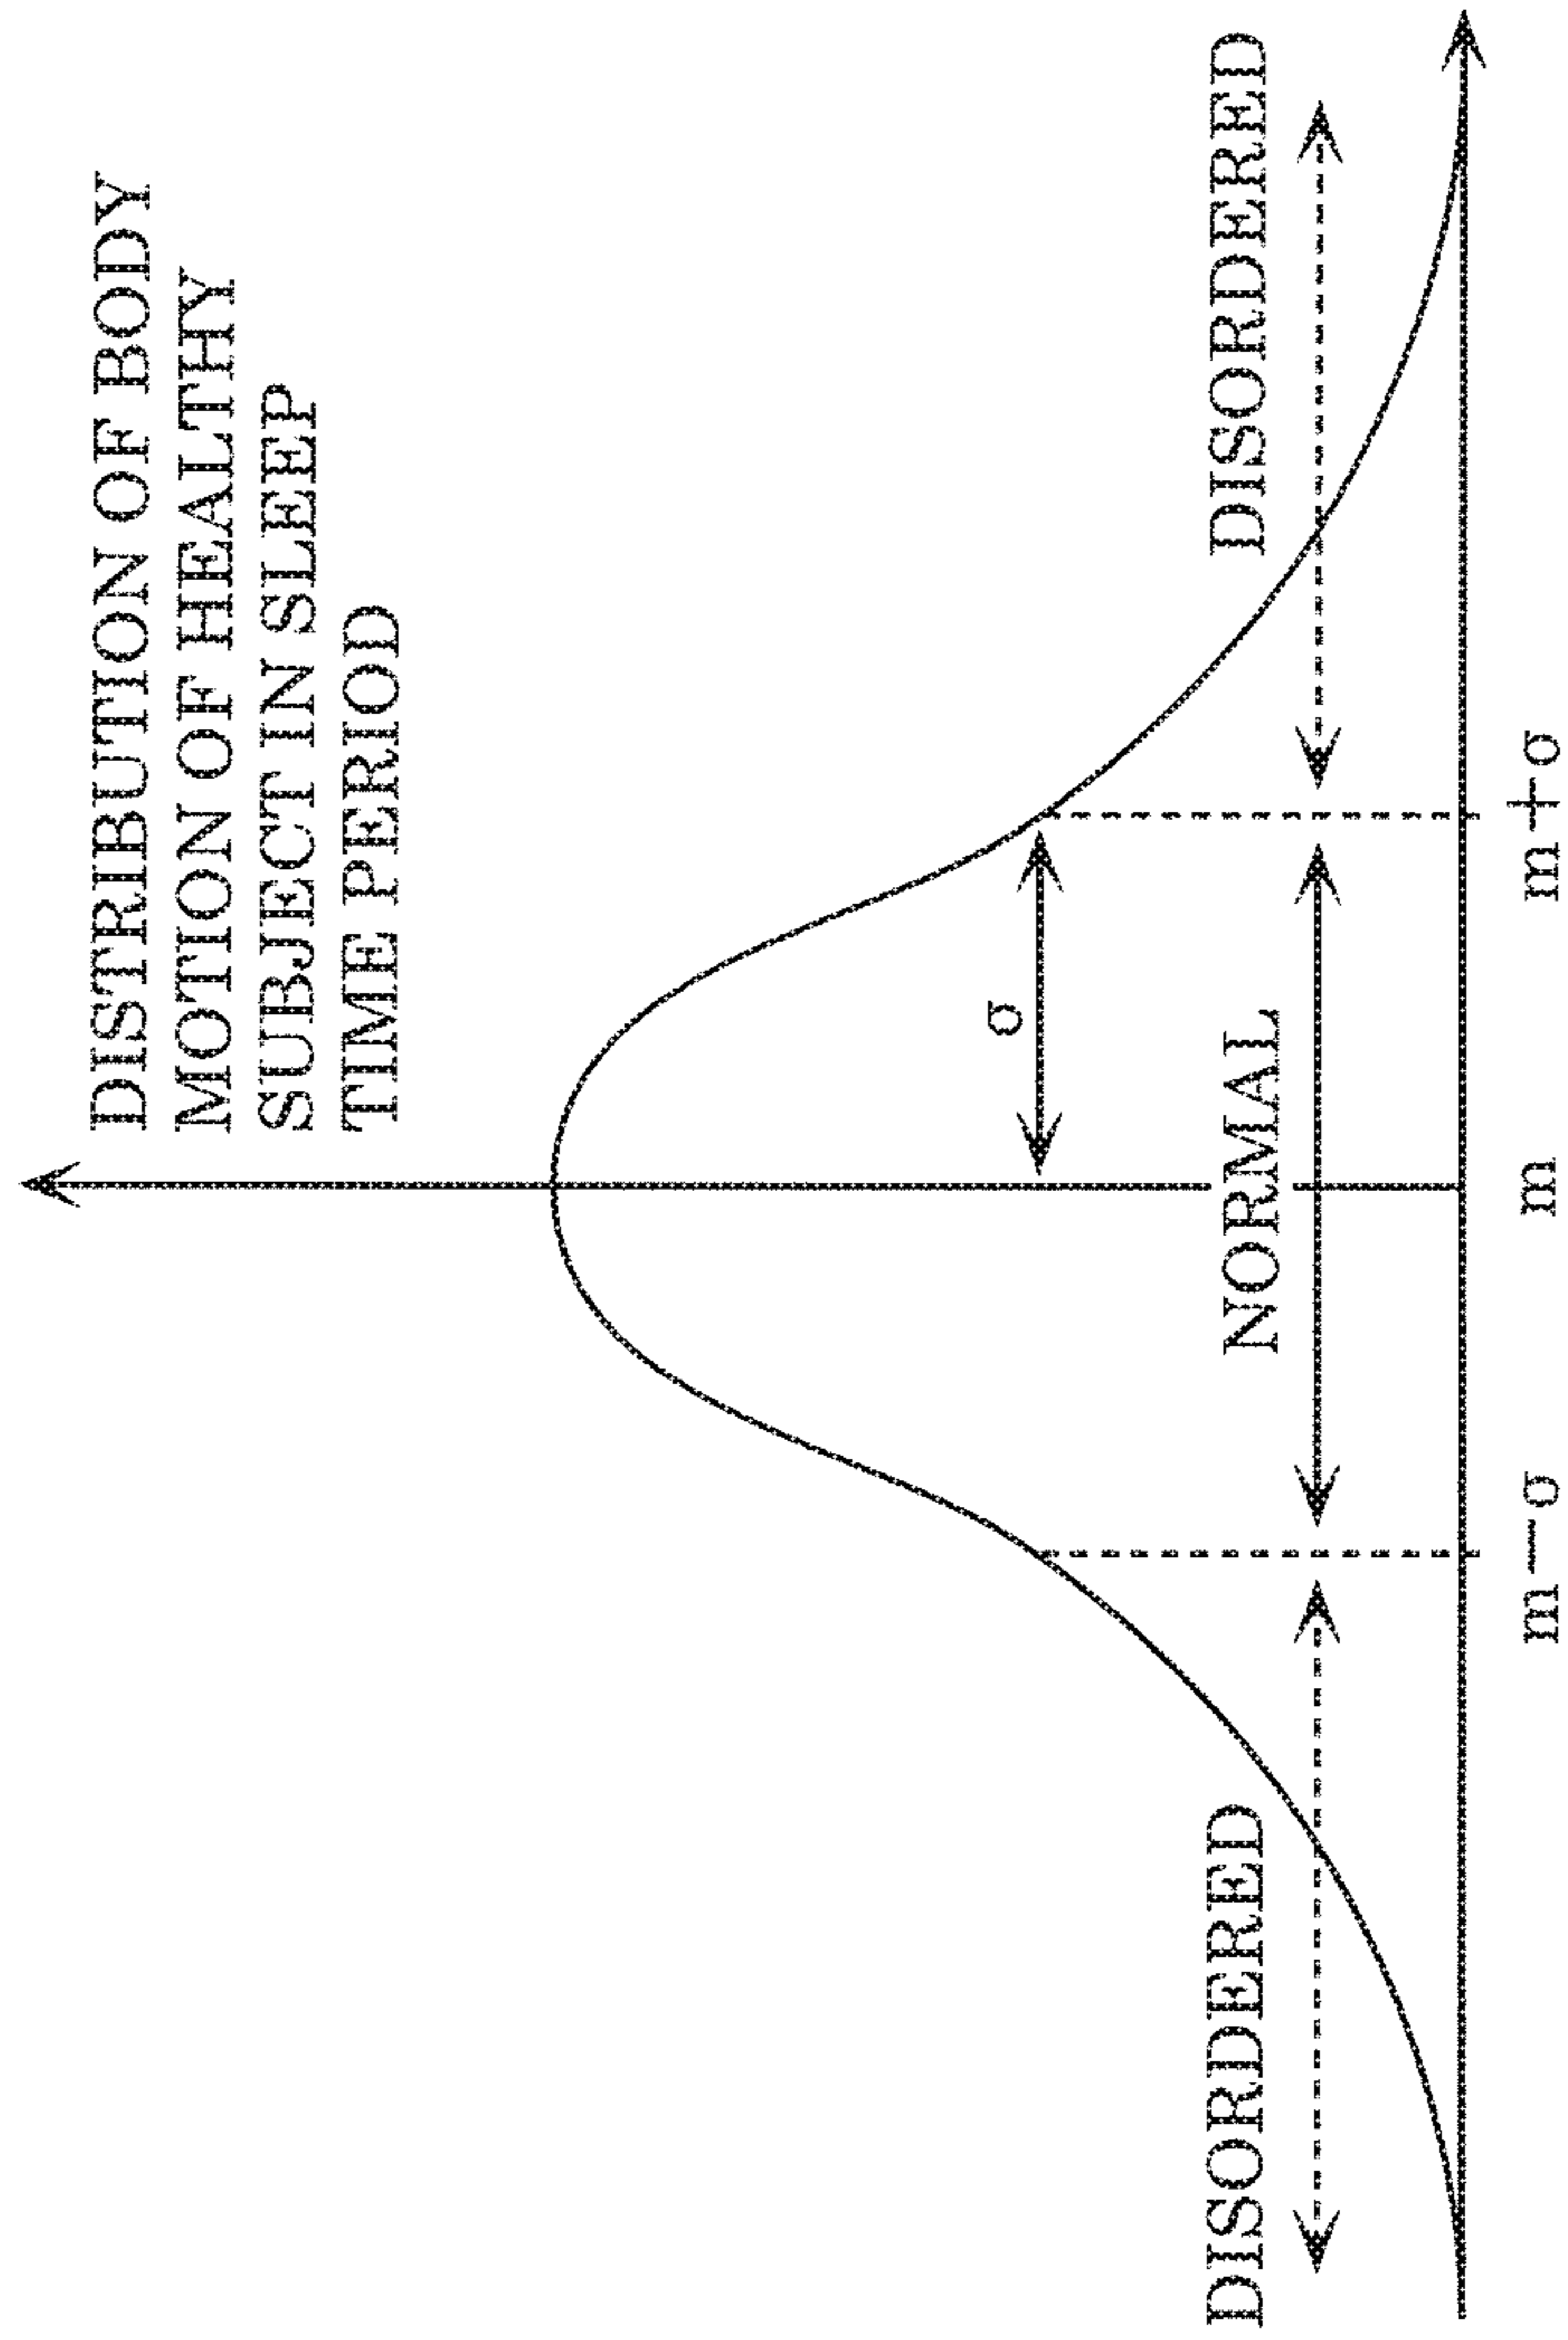 DISTRIBUTION OF BODY
MOTION OF HEALTHY
SUBJECT IN SLEEP
TIME PERIOD
σ
DISORDERED
NORMAL
DISORDERED
m−σ
m
m+σ